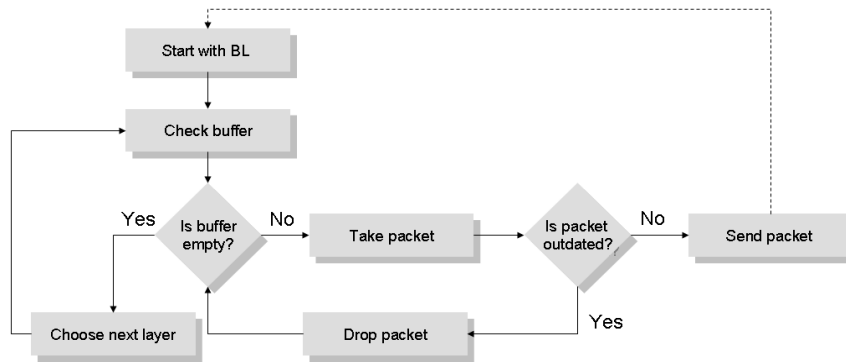 Start with BL
Check buffer
Yes
Is buffer
empty?
No
Take packet
Is packet
outdated?
No
Send packet
Choose next layer
Drop packet
Yes